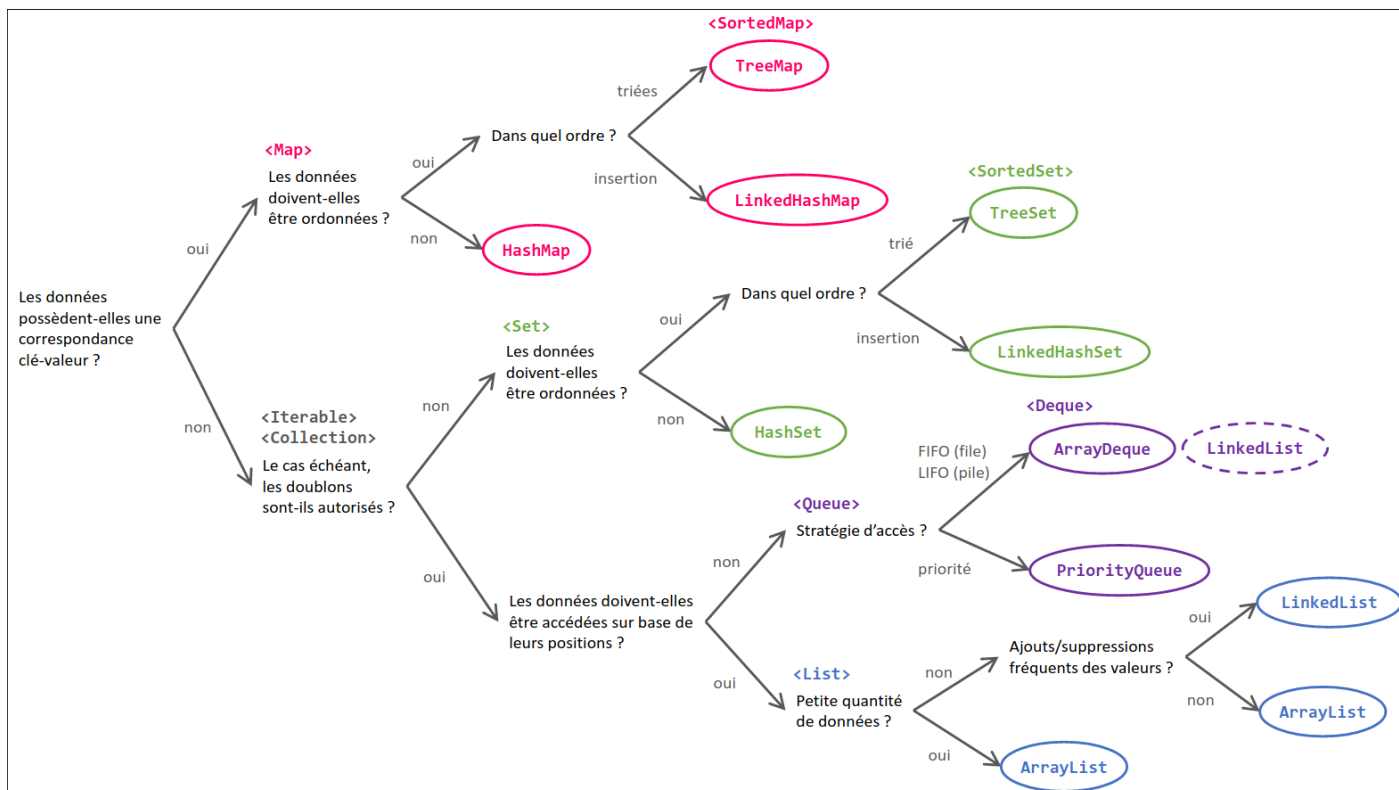 <SortedMap>
TreeMap
triées
Dans quel ordre ?
<Map>
oui
Les données
doivent-elles
être ordonnées ?
insertion
LinkedHashMap
non
HashMap
oui
<SortedSet>
TreeSet
trié
Dans quel ordre ?
Les données
possèdent-elles une
correspondance
clé-valeur ?
<Set>
oui
Les données
doivent-elles
être ordonnées ?
insertion
LinkedHashSet
non
HashSet
non
<Iterable>
<Collection>
Le cas échéant,
les doublons
sont-ils autorisés ?
non
<Deque>
FIFO (file)
LIFO (pile)
ArrayDeque
LinkedList
<Queue>
Stratégie d’accès ?
non
priorité
PriorityQueue
oui
Les données doivent-elles
être accédées sur base de
leurs positions ?
LinkedList
oui
Ajouts/suppressions
fréquents des valeurs ?
<List>
non
oui
Petite quantité
de données ?
non
ArrayList
oui
ArrayList